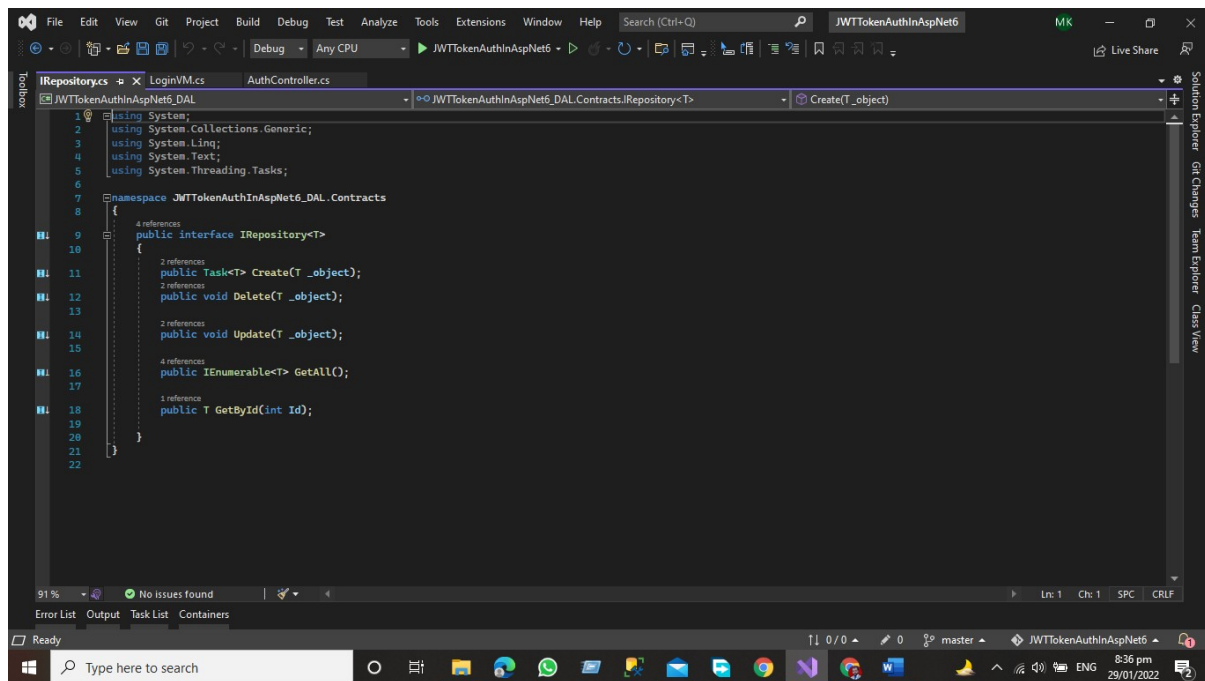 File Edit View Git Project Build Debug Test Analyze Tools Extensions Window Help Search (Ctrl+Q) JWTTokenAuthInAspNet6 MK
Debug Any CPU JWTTokenAuthInAspNet6 Live Share
IRepository.cs LoginVM.cs AuthController.cs
JWTTokenAuthInAspNet6_DAL JWTTokenAuthInAspNet6_DAL.Contracts.IRepository<T> Create(T _object)
1 using System;
2 using System.Collections.Generic;
3 using System.Linq;
4 using System.Text;
5 using System.Threading.Tasks;
6
7 namespace JWTTokenAuthInAspNet6_DAL.Contracts
8 {
4 references
9 public interface IRepository<T>
10 {
2 references
11 public Task<T> Create(T _object);
2 references
12 public void Delete(T _object);
13
2 references
14 public void Update(T _object);
15
4 references
16 public IEnumerable<T> GetAll();
17
1 reference
18 public T GetById(int Id);
19
20 }
21 }
22
Toolbox
Solution Explorer
Git Changes
Team Explorer
Class View
91 % No issues found Ln: 1 Ch: 1 SPC CRLF
Error List Output Task List Containers
Ready 0 / 0 0 master JWTTokenAuthInAspNet6 1
Type here to search ENG 8:36 pm
29/01/2022 2